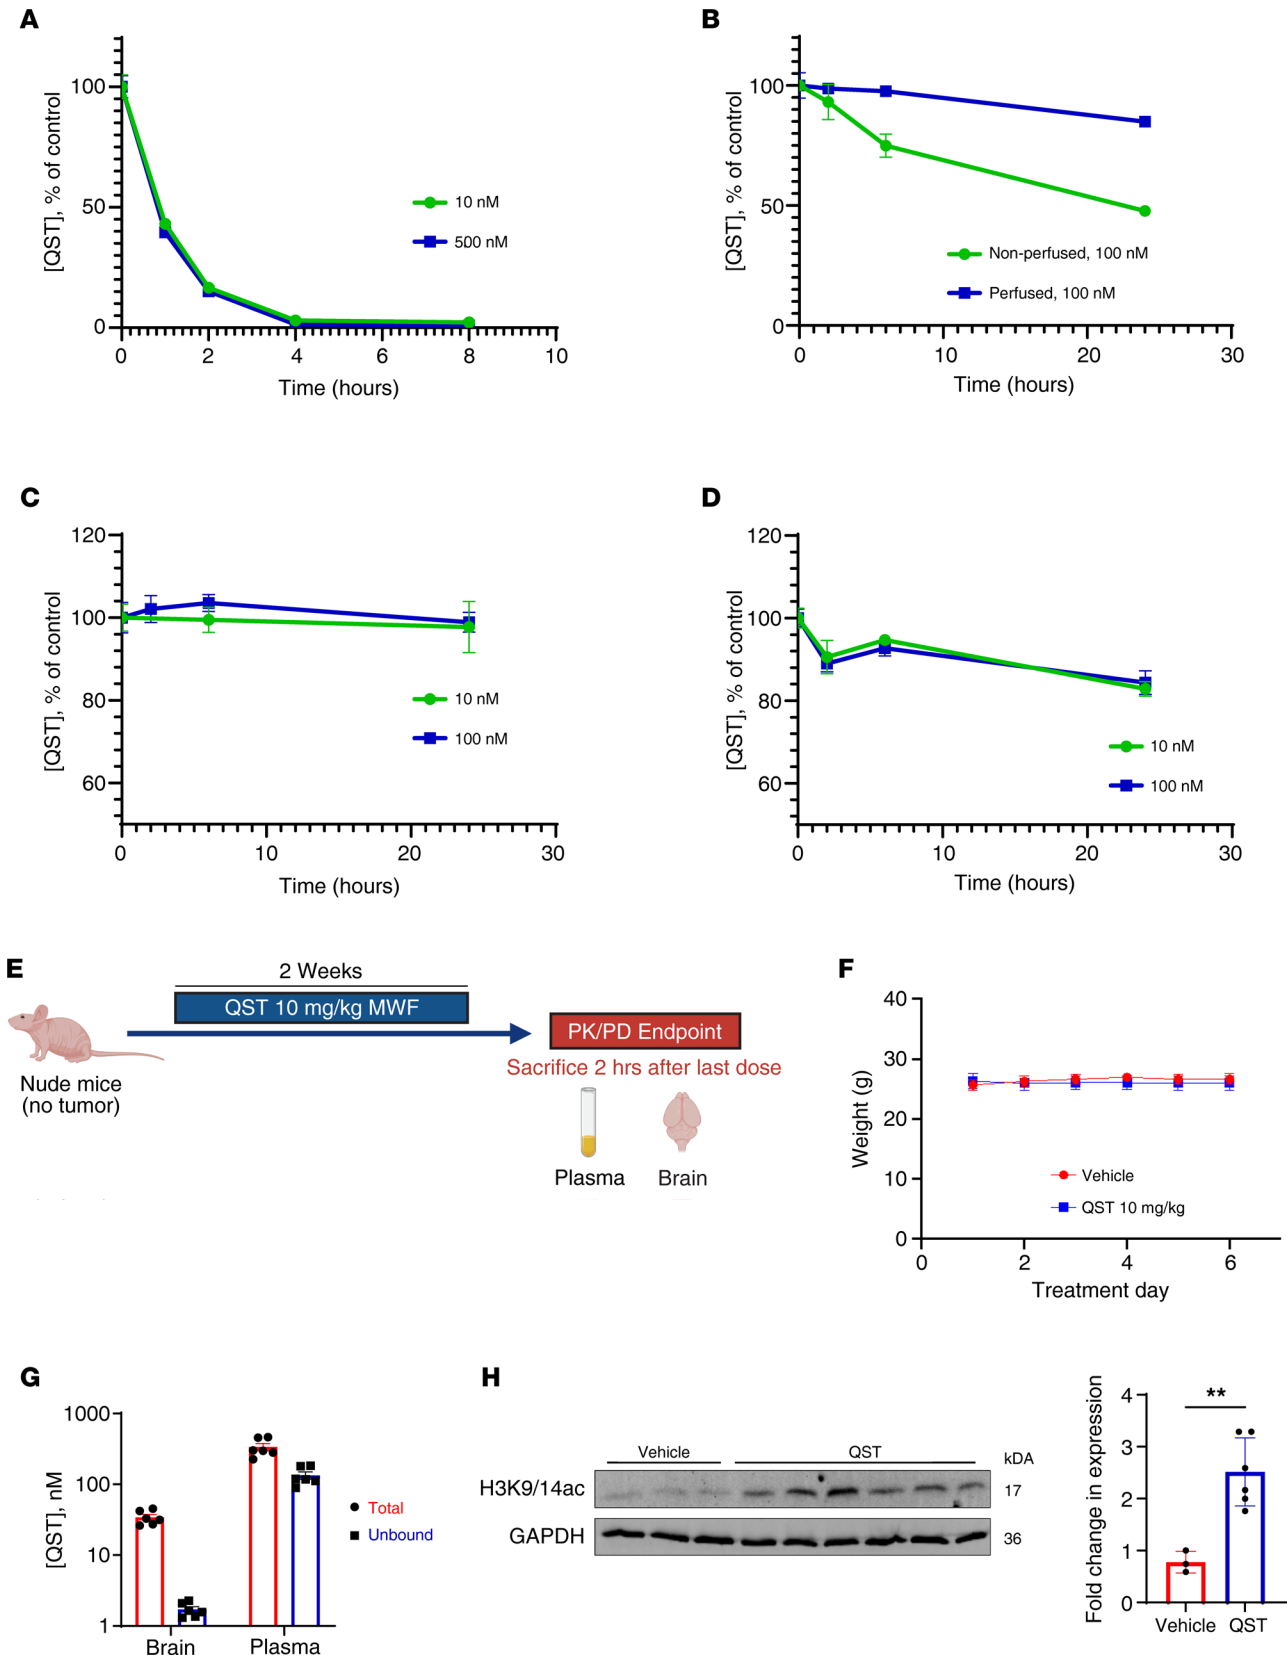 A
[QST], % of control
100
50
0
0 2 4 6 8 10
Time (hours)
10 nM
500 nM
B
[QST], % of control
100
50
0
0 10 20 30
Time (hours)
Non-perfused, 100 nM
Perfused, 100 nM
C
[QST], % of control
120
100
80
60
0 10 20 30
Time (hours)
10 nM
100 nM
D
[QST], % of control
120
100
80
60
0 10 20 30
Time (hours)
10 nM
100 nM
E
2 Weeks
QST 10 mg/kg MWF
Nude mice
(no tumor)
PK/PD Endpoint
Sacrifice 2 hrs after last dose
Plasma Brain
F
Weight (g)
40
30
20
10
0
0 2 4 6
Treatment day
Vehicle
QST 10 mg/kg
G
[QST], nM
1000
100
10
1
Brain Plasma
Total
Unbound
H
Vehicle QST kDA
H3K9/14ac 17
GAPDH 36
Fold change in expression
4
3
2
1
0
**
Vehicle QST